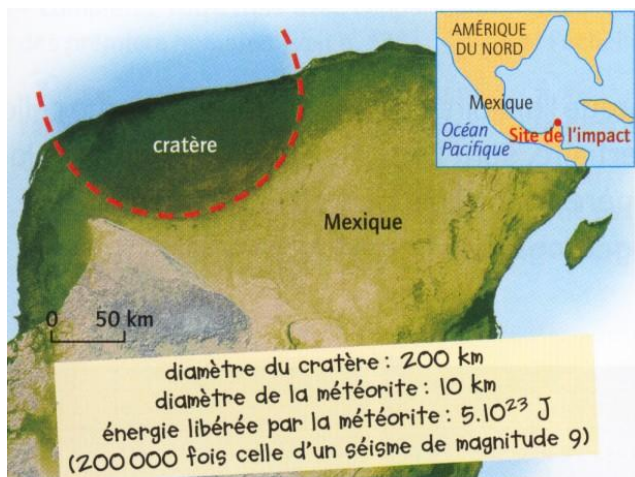 AMÉRIQUE
DU NORD
Mexique
Océan
Pacifique
Site de l'impact
cratère
Mexique
0 50 km
diamètre du cratère : 200 km
diamètre de la météorite : 10 km
énergie libérée par la météorite : 5.10²³ J
(200 000 fois celle d'un séisme de magnitude 9)